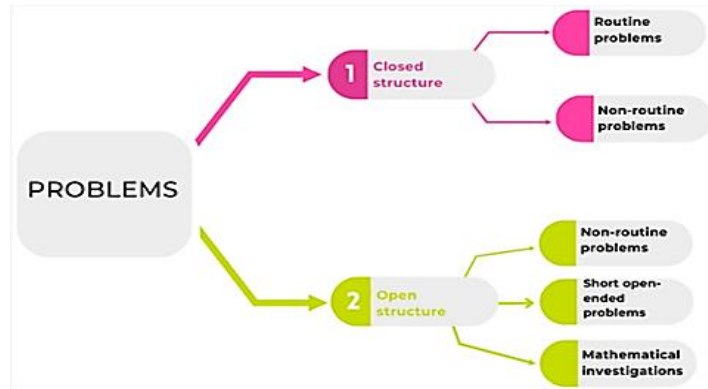 PROBLEMS
1
Closed
structure
Routine
problems
Non-routine
problems
2
Open
structure
Non-routine
problems
Short open-
ended
problems
Mathematical
investigations